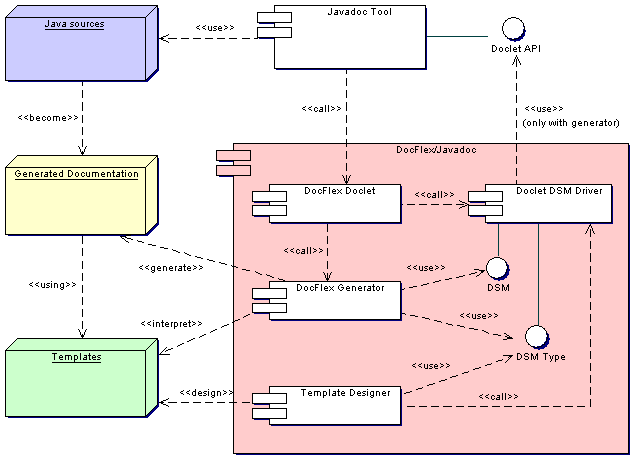 Java sources
<<use>>
Javadoc Tool
Doclet API
<<become>>
<<call>>
<<use>>
(only with generator)
DocFlex/Javadoc
Generated Documentation
DocFlex Doclet
<<call>>
Doclet DSM Driver
<<call>>
<<generate>>
<<use>>
<<using>>
DocFlex Generator
DSM
<<interpret>>
<<use>>
Templates
DSM Type
<<use>>
<<design>>
Template Designer
<<call>>